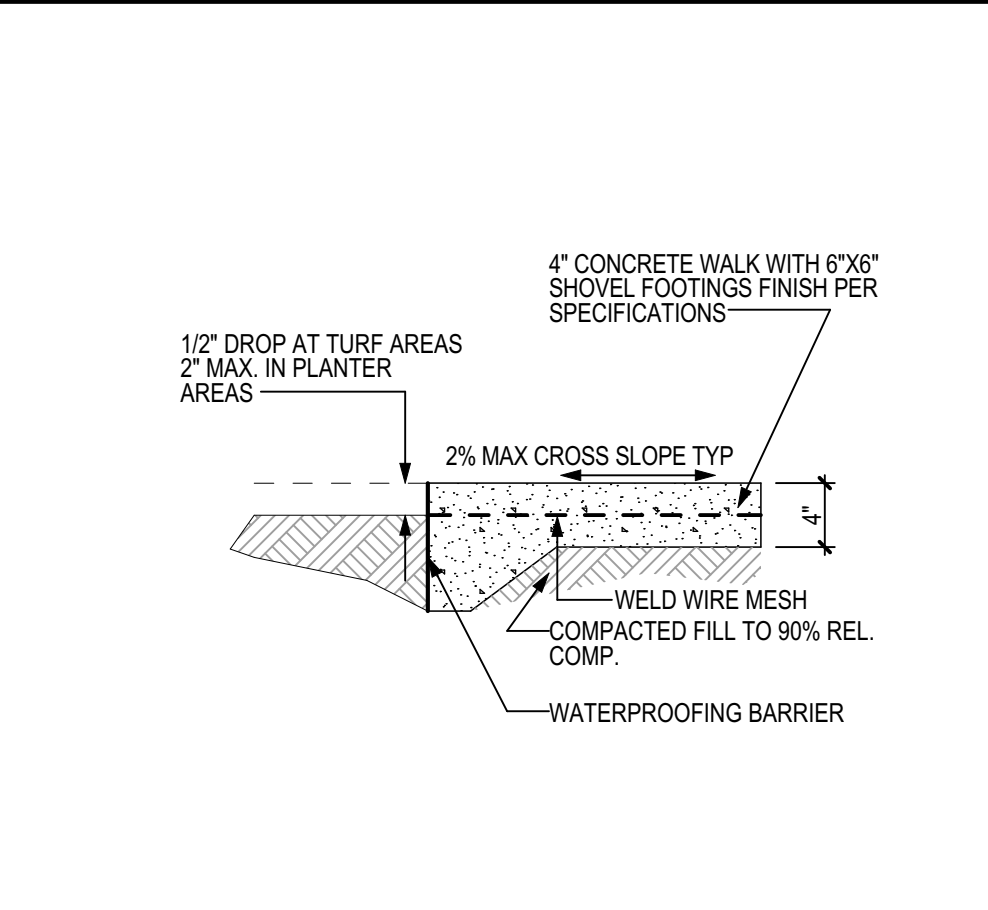 4" CONCRETE WALK WITH 6"X6"
SHOVEL FOOTINGS FINISH PER
SPECIFICATIONS
1/2" DROP AT TURF AREAS
2" MAX. IN PLANTER
AREAS
2% MAX CROSS SLOPE TYP
4"
WELD WIRE MESH
COMPACTED FILL TO 90% REL.
COMP.
WATERPROOFING BARRIER